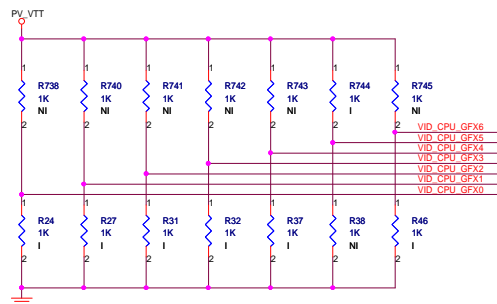 PV_VTT
1 1 1 1 1 1 1
R738 R740 R741 R742 R743 R744 R745
1K 1K 1K 1K 1K 1K 1K
NI NI NI NI NI I NI
2 2 2 2 2 2 2
VID_CPU_GFX6
VID_CPU_GFX5
VID_CPU_GFX4
VID_CPU_GFX3
VID_CPU_GFX2
VID_CPU_GFX1
VID_CPU_GFX0
1 1 1 1 1 1 1
R24 R27 R31 R32 R37 R38 R46
1K 1K 1K 1K 1K 1K 1K
I I I I I NI I
2 2 2 2 2 2 2